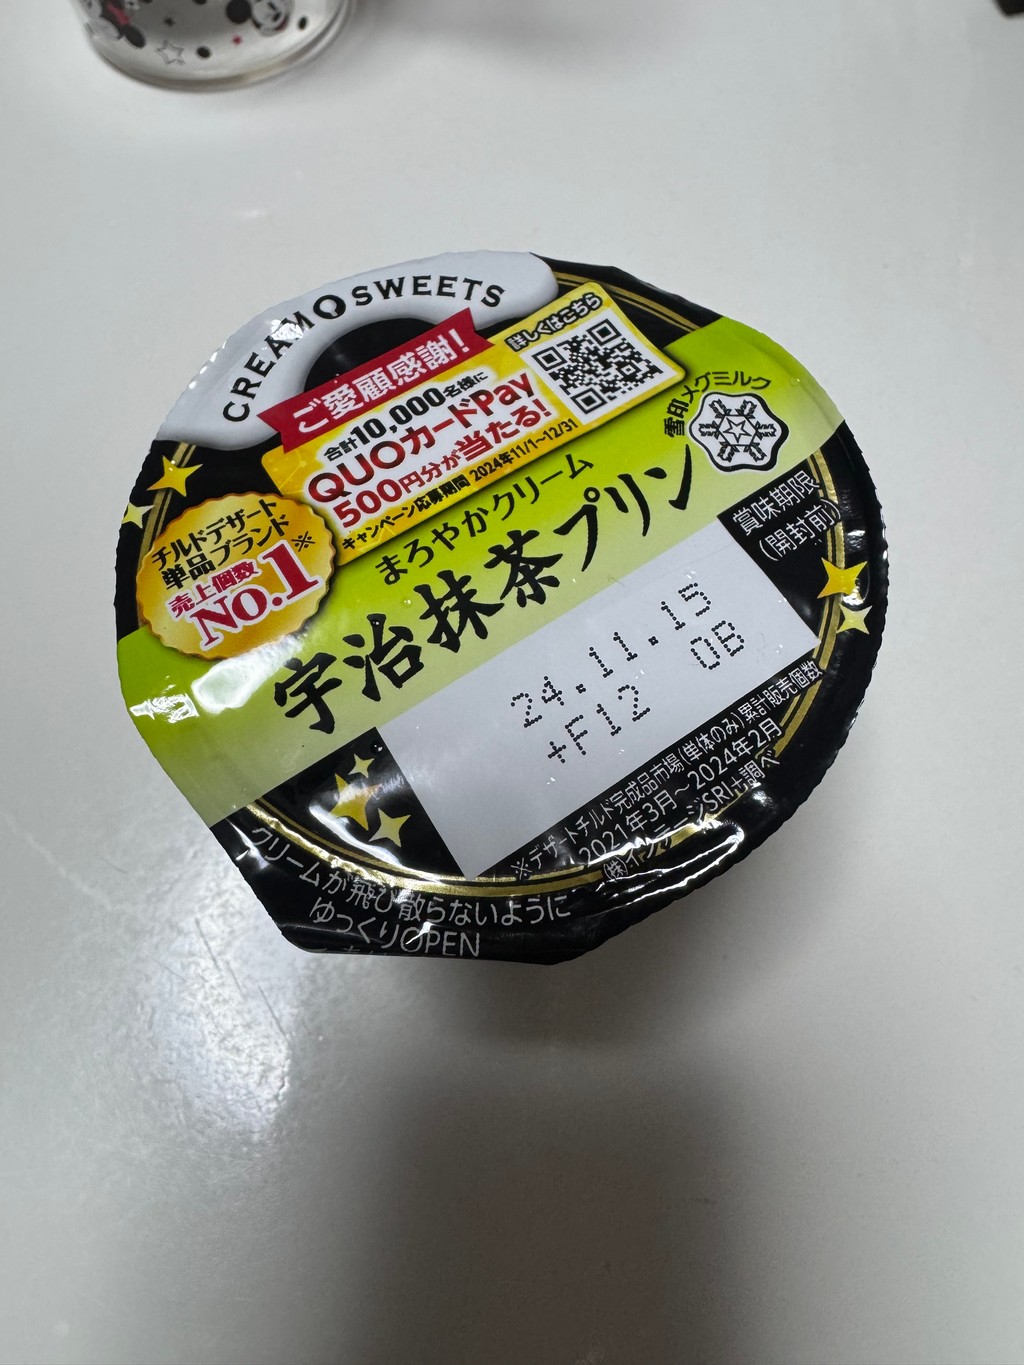 CREAM SWEETS
ご愛顧感謝!
合計10,000名様に
QUOカードPay
500円分が当たる!
キャンペーン応募期間 2024年11/1~12/31
詳しくはこちら
雪印メグミルク
チルドデザート
単品ブランド※
売上個数
NO.1
まろやかクリーム
宇治抹茶プリン
賞味期限
(開封前)
24.11.15
+F12 OB
※デザートチルド完成品市場(単体のみ)累計販売個数
2021年3月~2024年2月
(株)インテージSRI+調べ
クリームが飛び散らないように
ゆっくりOPEN